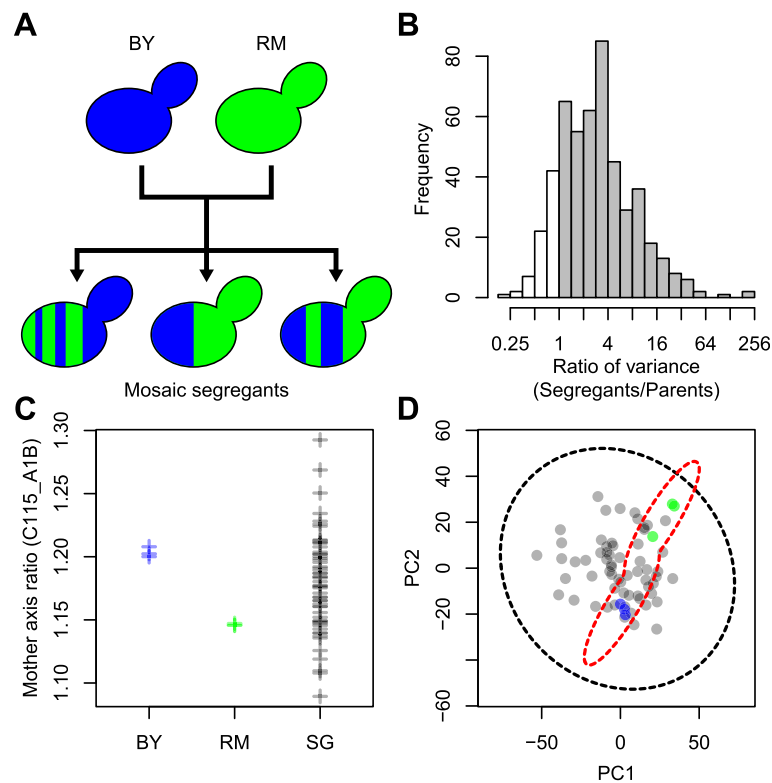 A
BY
RM
Mosaic segregants
B
Frequency
80
60
40
20
0
0.25
1
4
16
64
256
Ratio of variance
(Segregants/Parents)
C
Mother axis ratio (C115_A1B)
1.30
1.25
1.20
1.15
1.10
BY
RM
SG
D
PC2
60
40
20
0
−20
−60
−50
0
50
PC1